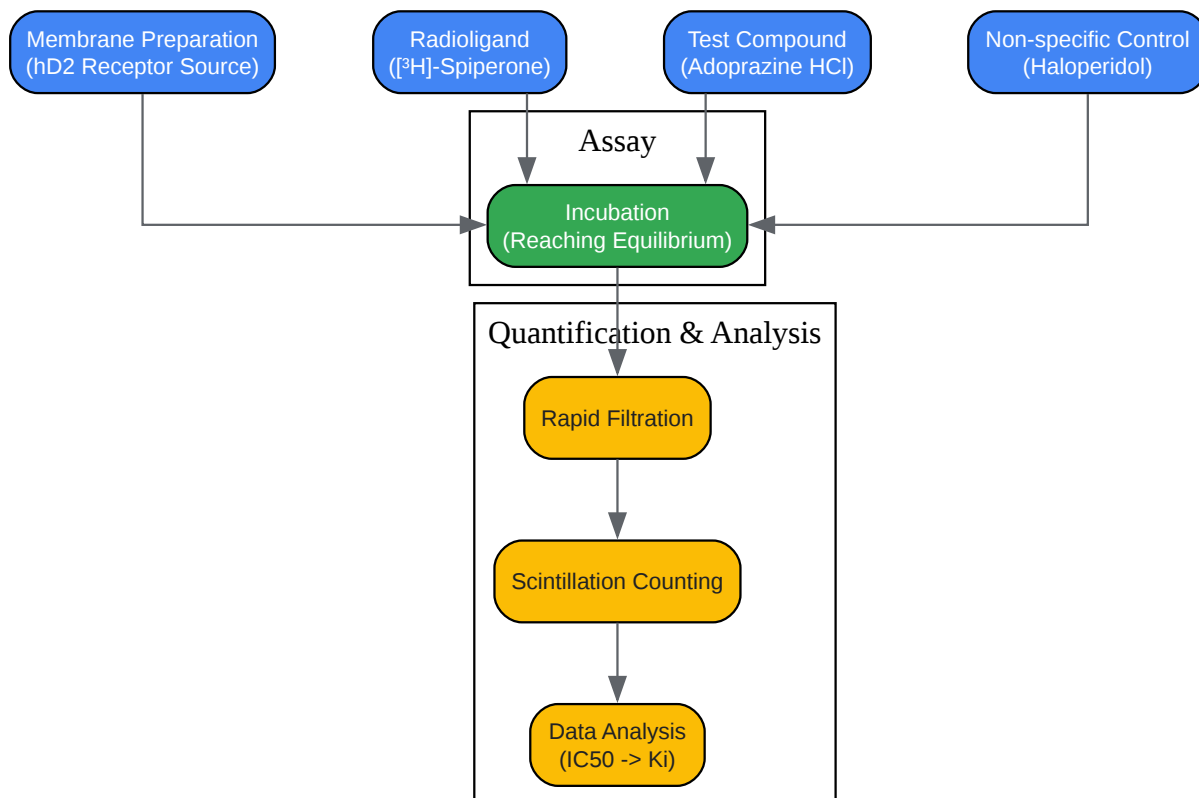 Membrane Preparation
(hD2 Receptor Source)
Radioligand
([³H]-Spiperone)
Test Compound
(Adoprazine HCl)
Non-specific Control
(Haloperidol)
Assay
Incubation
(Reaching Equilibrium)
Quantification & Analysis
Rapid Filtration
Scintillation Counting
Data Analysis
(IC50 -> Ki)